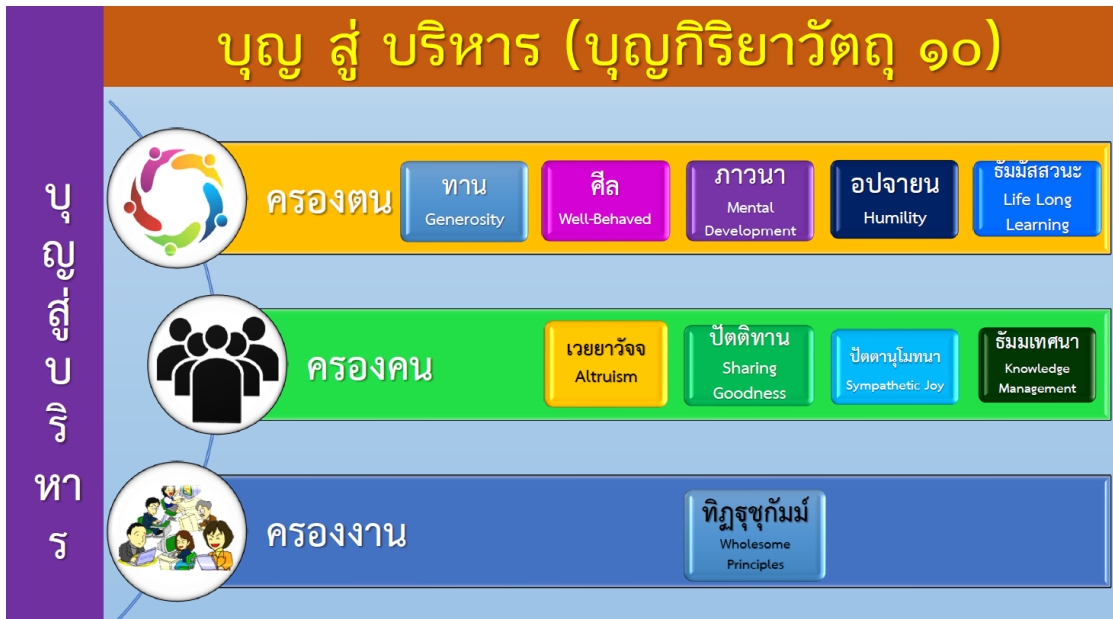 บุญ สู่ บริหาร (บุญกิริยาวัตถุ ๑๐)
บุญสู่บริหาร
ครองตน
ทาน
Generosity
ศีล
Well-Behaved
ภาวนา
Mental
Development
อปจายน
Humility
ธัมมัสสวนะ
Life Long
Learning
ครองคน
เวยยาวัจจ
Altruism
ปัตติทาน
Sharing
Goodness
ปัตตานุโมทนา
Sympathetic Joy
ธัมมเทศนา
Knowledge
Management
ครองงาน
ทิฏฐุชุกัมม์
Wholesome
Principles